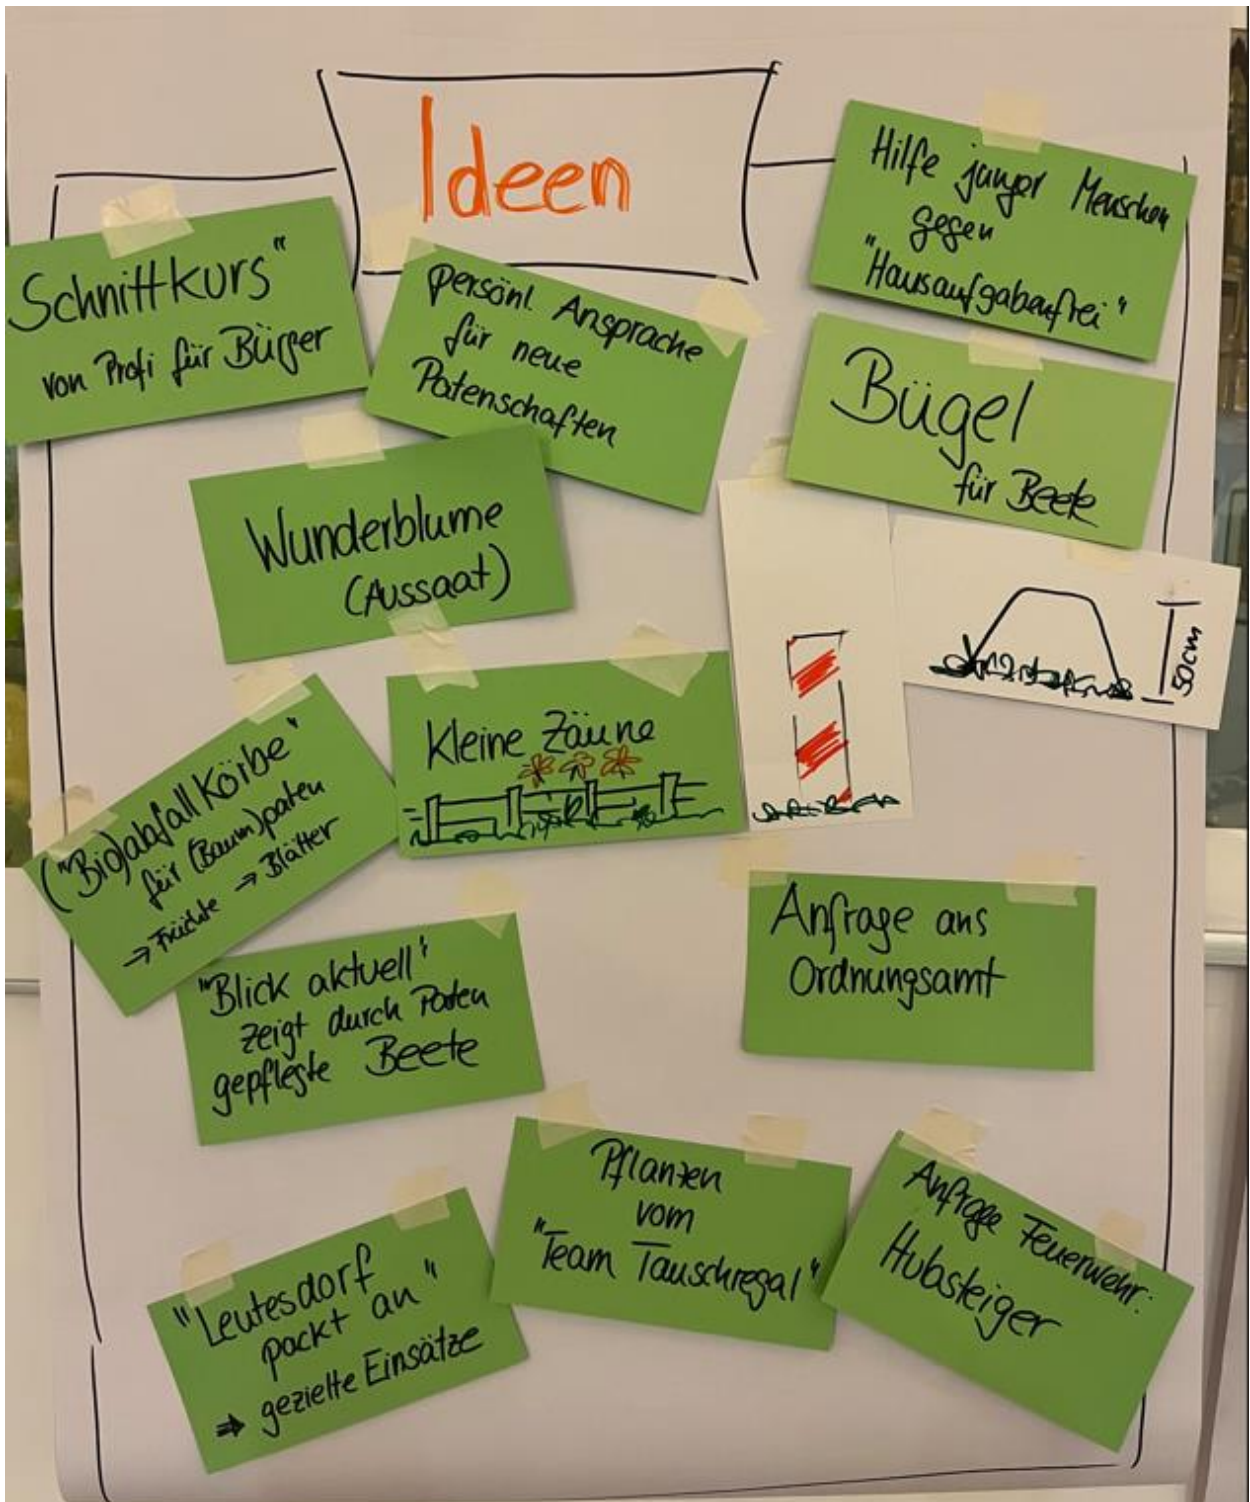 Ideen
Hilfe junger Menschen
gegen
"Hausaufgabenfrei"
Schnittkurs"
von Profi für Bürger
persönl. Ansprache
für neue
Patenschaften
Bügel
für Beete
Wunderblume
(Aussaat)
50cm
Kleine Zäune
("Bio)abfallkörbe"
für (Baum)paten
→ Früchte → Blätter
"Blick aktuell"
zeigt durch Paten
gepflegte Beete
Anfrage ans
Ordnungsamt
Pflanzen
vom
"Team Tauschregal"
Anfrage Feuerwehr:
Hubsteiger
"Leutesdorf
packt an"
⇒ gezielte Einsätze